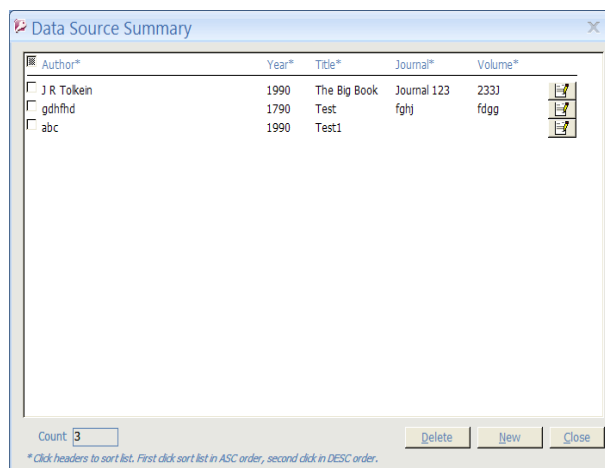 Data Source Summary
Author* Year* Title* Journal* Volume*
J R Tolkein 1990 The Big Book Journal 123 233J
gdhfhd 1790 Test fghj fdgg
abc 1990 Test1
Count 3 Delete New Close
* Click headers to sort list. First click sort list in ASC order, second click in DESC order.